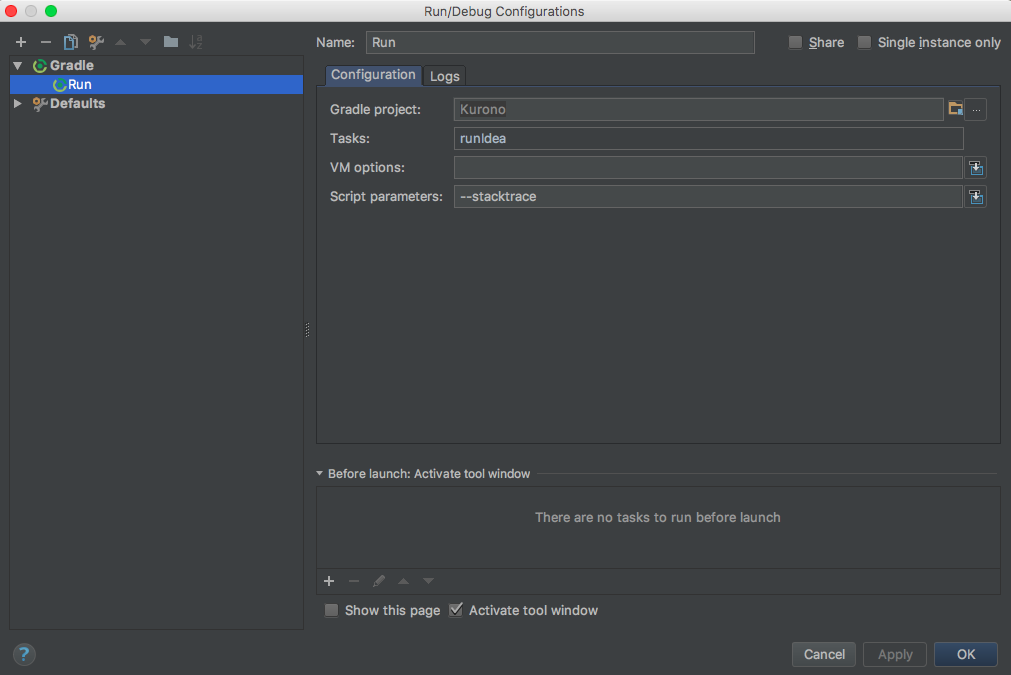 Run/Debug Configurations
Name: Run Share Single instance only
Gradle
Run
Defaults
Configuration Logs
Gradle project: Kurono ...
Tasks: runIdea
VM options:
Script parameters: --stacktrace
Before launch: Activate tool window
There are no tasks to run before launch
Show this page Activate tool window
? Cancel Apply OK